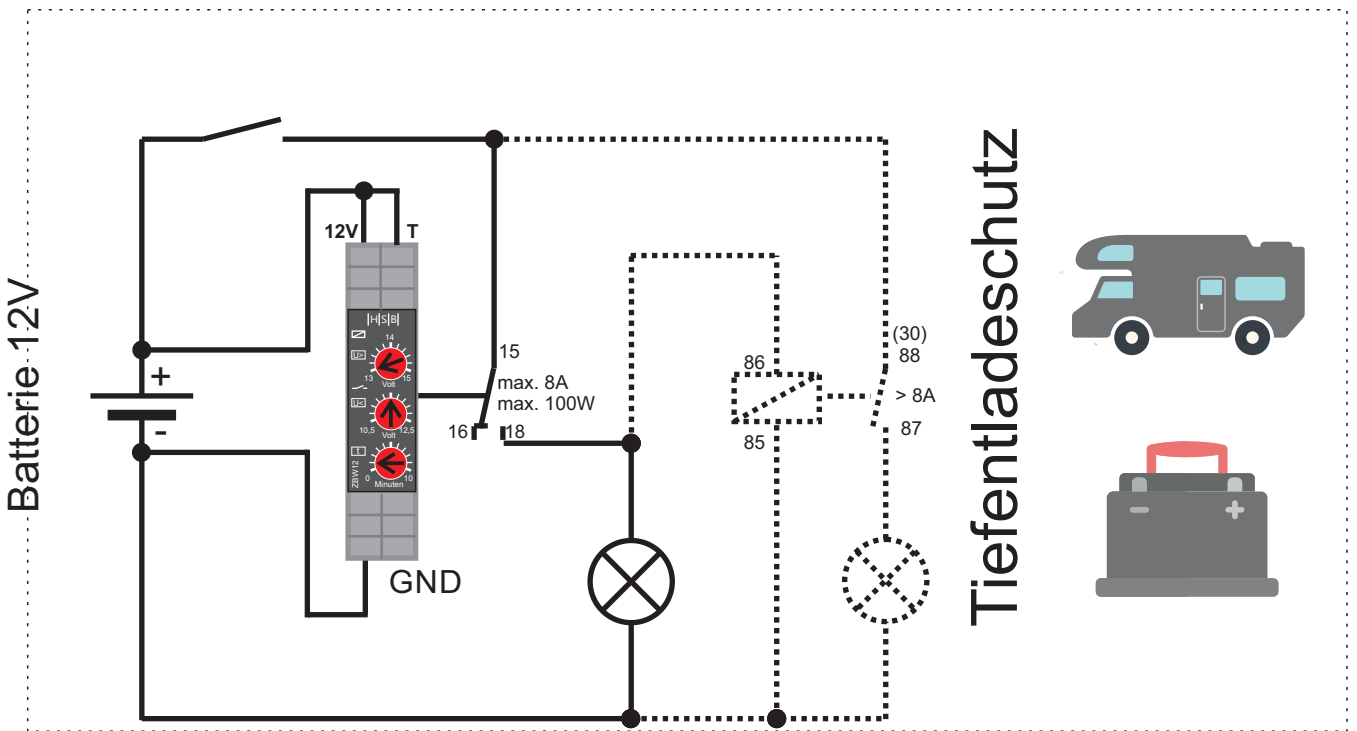 Batterie 12V
+
-
12V
T
|H|S|B|
14
U>
13
15
Volt
U<
10,5
12,5
Volt
t
ZBW12
0
10
Minuten
GND
15
max. 8A
max. 100W
16
18
86
85
(30)
88
> 8A
87
Tiefentladeschutz
- +